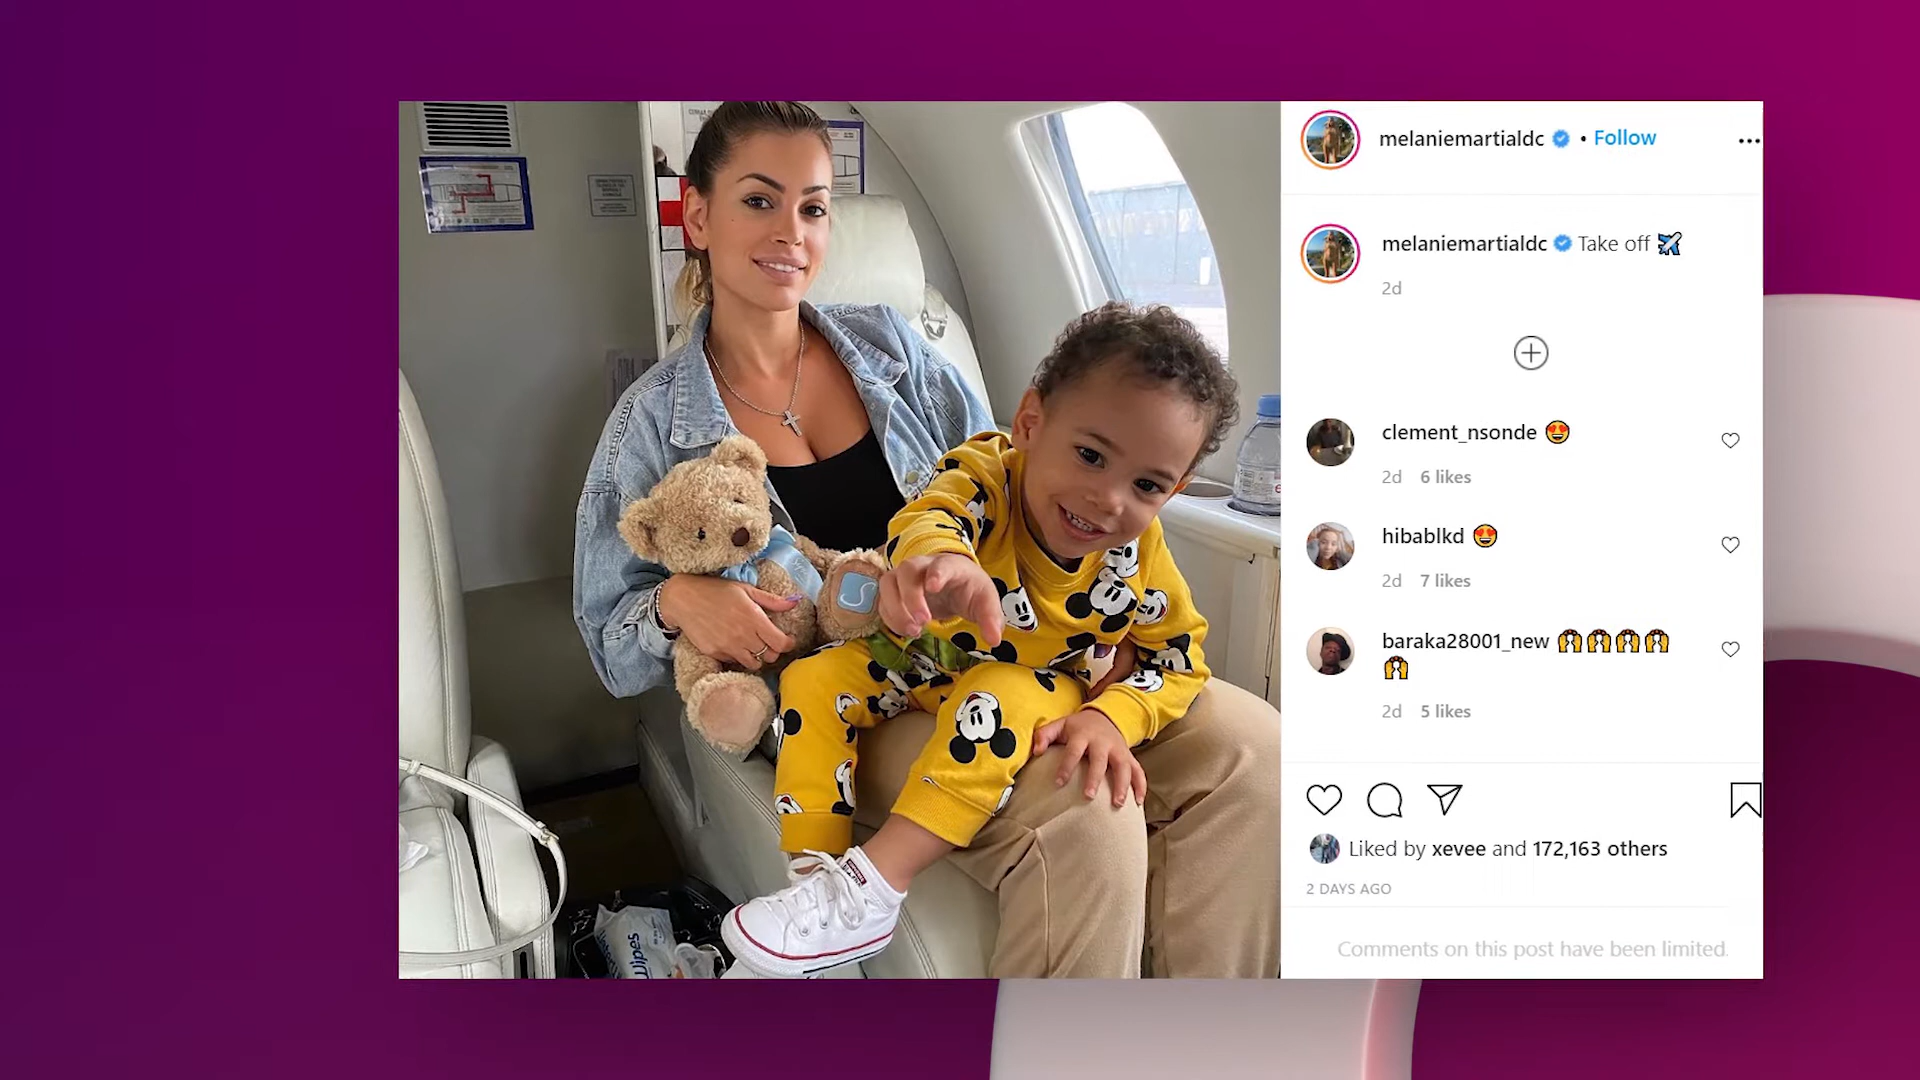 melaniemartialdc • Follow
melaniemartialdc Take off ✈️
2d
clement_nsonde 😍
2d 6 likes
hibablkd 😍
2d 7 likes
baraka28001_new 🙌🙌🙌🙌
🙌
2d 5 likes
Liked by xevee and 172,163 others
2 DAYS AGO
Comments on this post have been limited.
S
Wipes